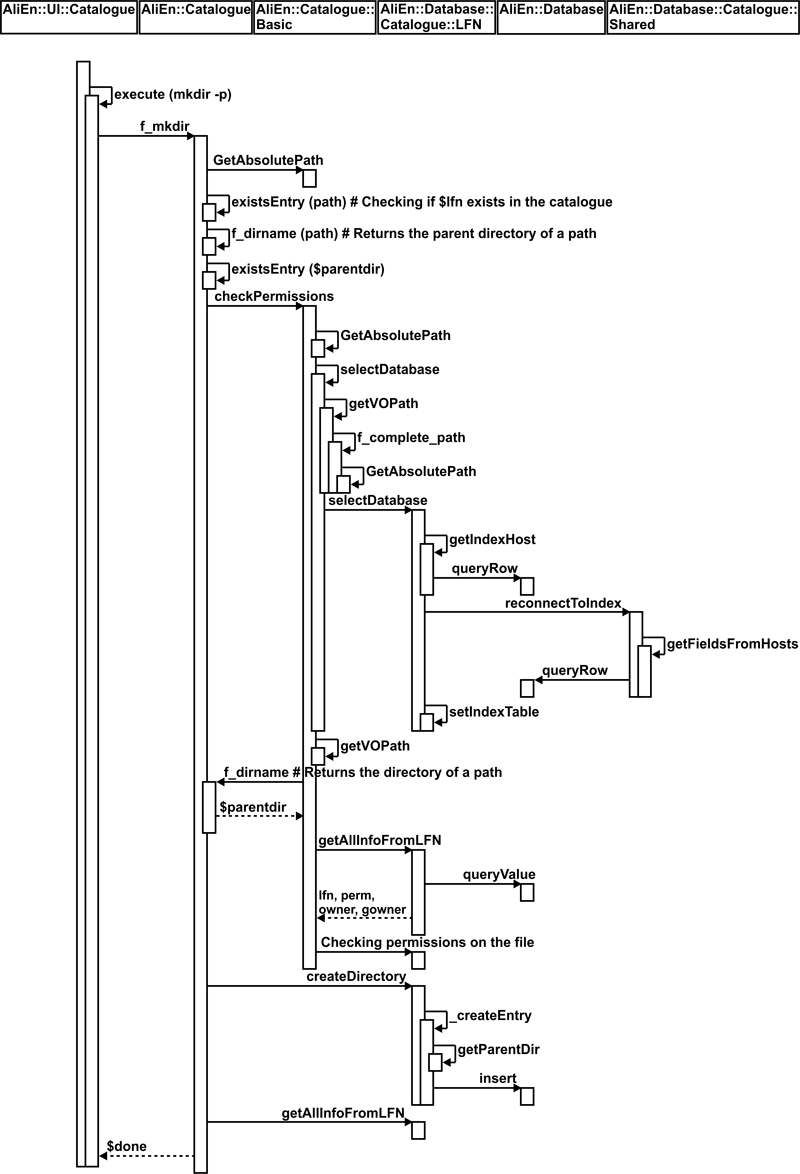 AliEn::UI::Catalogue
AliEn::Catalogue
AliEn::Catalogue::
Basic
AliEn::Database::
Catalogue::LFN
AliEn::Database
AliEn::Database::Catalogue::
Shared
execute (mkdir -p)
f_mkdir
GetAbsolutePath
existsEntry (path) # Checking if $lfn exists in the catalogue
f_dirname (path) # Returns the parent directory of a path
existsEntry ($parentdir)
checkPermissions
GetAbsolutePath
selectDatabase
getVOPath
f_complete_path
GetAbsolutePath
selectDatabase
getIndexHost
queryRow
reconnectToIndex
getFieldsFromHosts
queryRow
setIndexTable
getVOPath
f_dirname # Returns the directory of a path
$parentdir
getAllInfoFromLFN
queryValue
lfn, perm,
owner, gowner
Checking permissions on the file
createDirectory
_createEntry
getParentDir
insert
getAllInfoFromLFN
$done